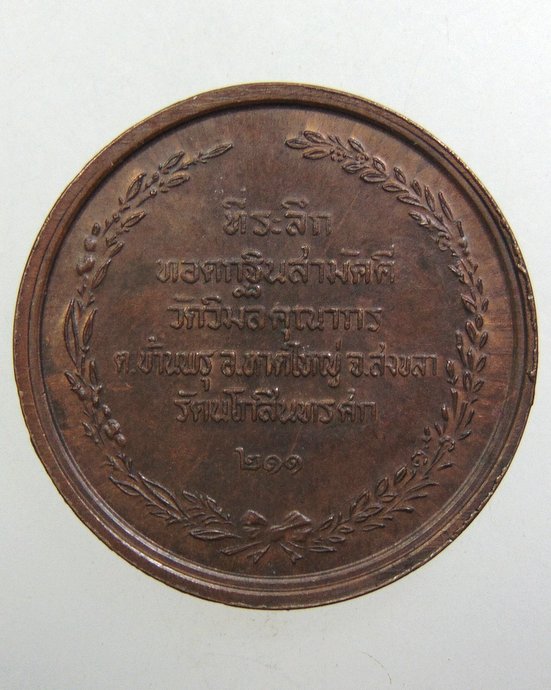 ที่ระลึก
ทอดกฐินสามัคคี
วัดวิมลคุณากร
ต.บ้านพรุ อ.หาดใหญ่ จ.สงขลา
รัตนโกสินทรศก
๒๑๑